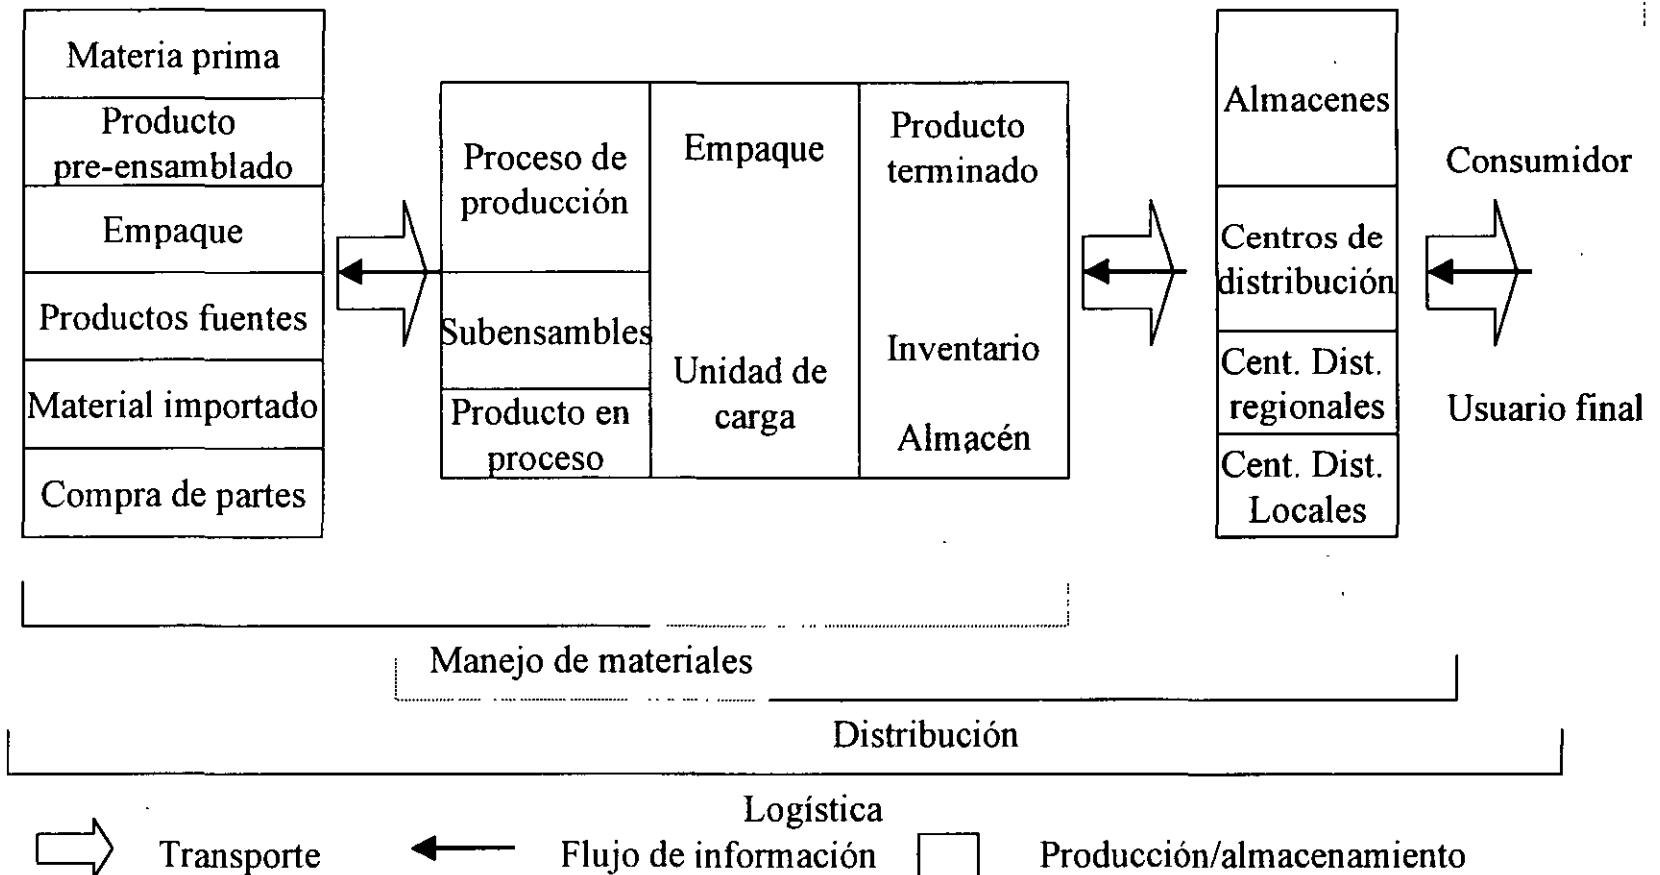 Materia prima
Producto
pre-ensamblado
Empaque
Productos fuentes
Material importado
Compra de partes
Proceso de
producción
Subensambles
Producto en
proceso
Empaque
Unidad de
carga
Producto
terminado
Inventario
Almacén
Almacenes
Centros de
distribución
Cent. Dist.
regionales
Cent. Dist.
Locales
Consumidor
Usuario final
Manejo de materiales
Distribución
Logística
Transporte
Flujo de información
Producción/almacenamiento